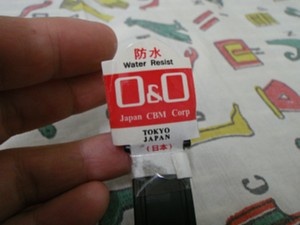 防水
Water Resist
Q&Q
Japan CBM Corp
TOKYO
JAPAN
(日本)